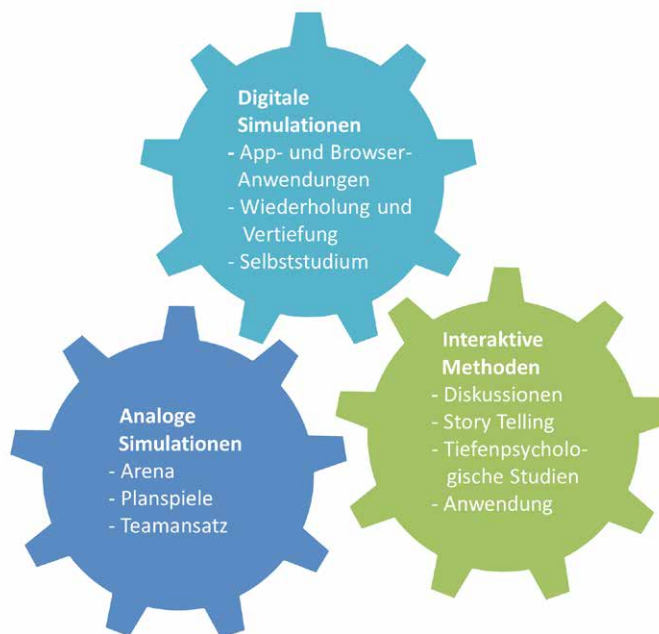 Digitale
Simulationen
- App- und Browser-
Anwendungen
- Wiederholung und
Vertiefung
- Selbststudium
Interaktive
Methoden
- Diskussionen
- Story Telling
- Tiefenpsycholo-
gische Studien
- Anwendung
Analoge
Simulationen
- Arena
- Planspiele
- Teamansatz